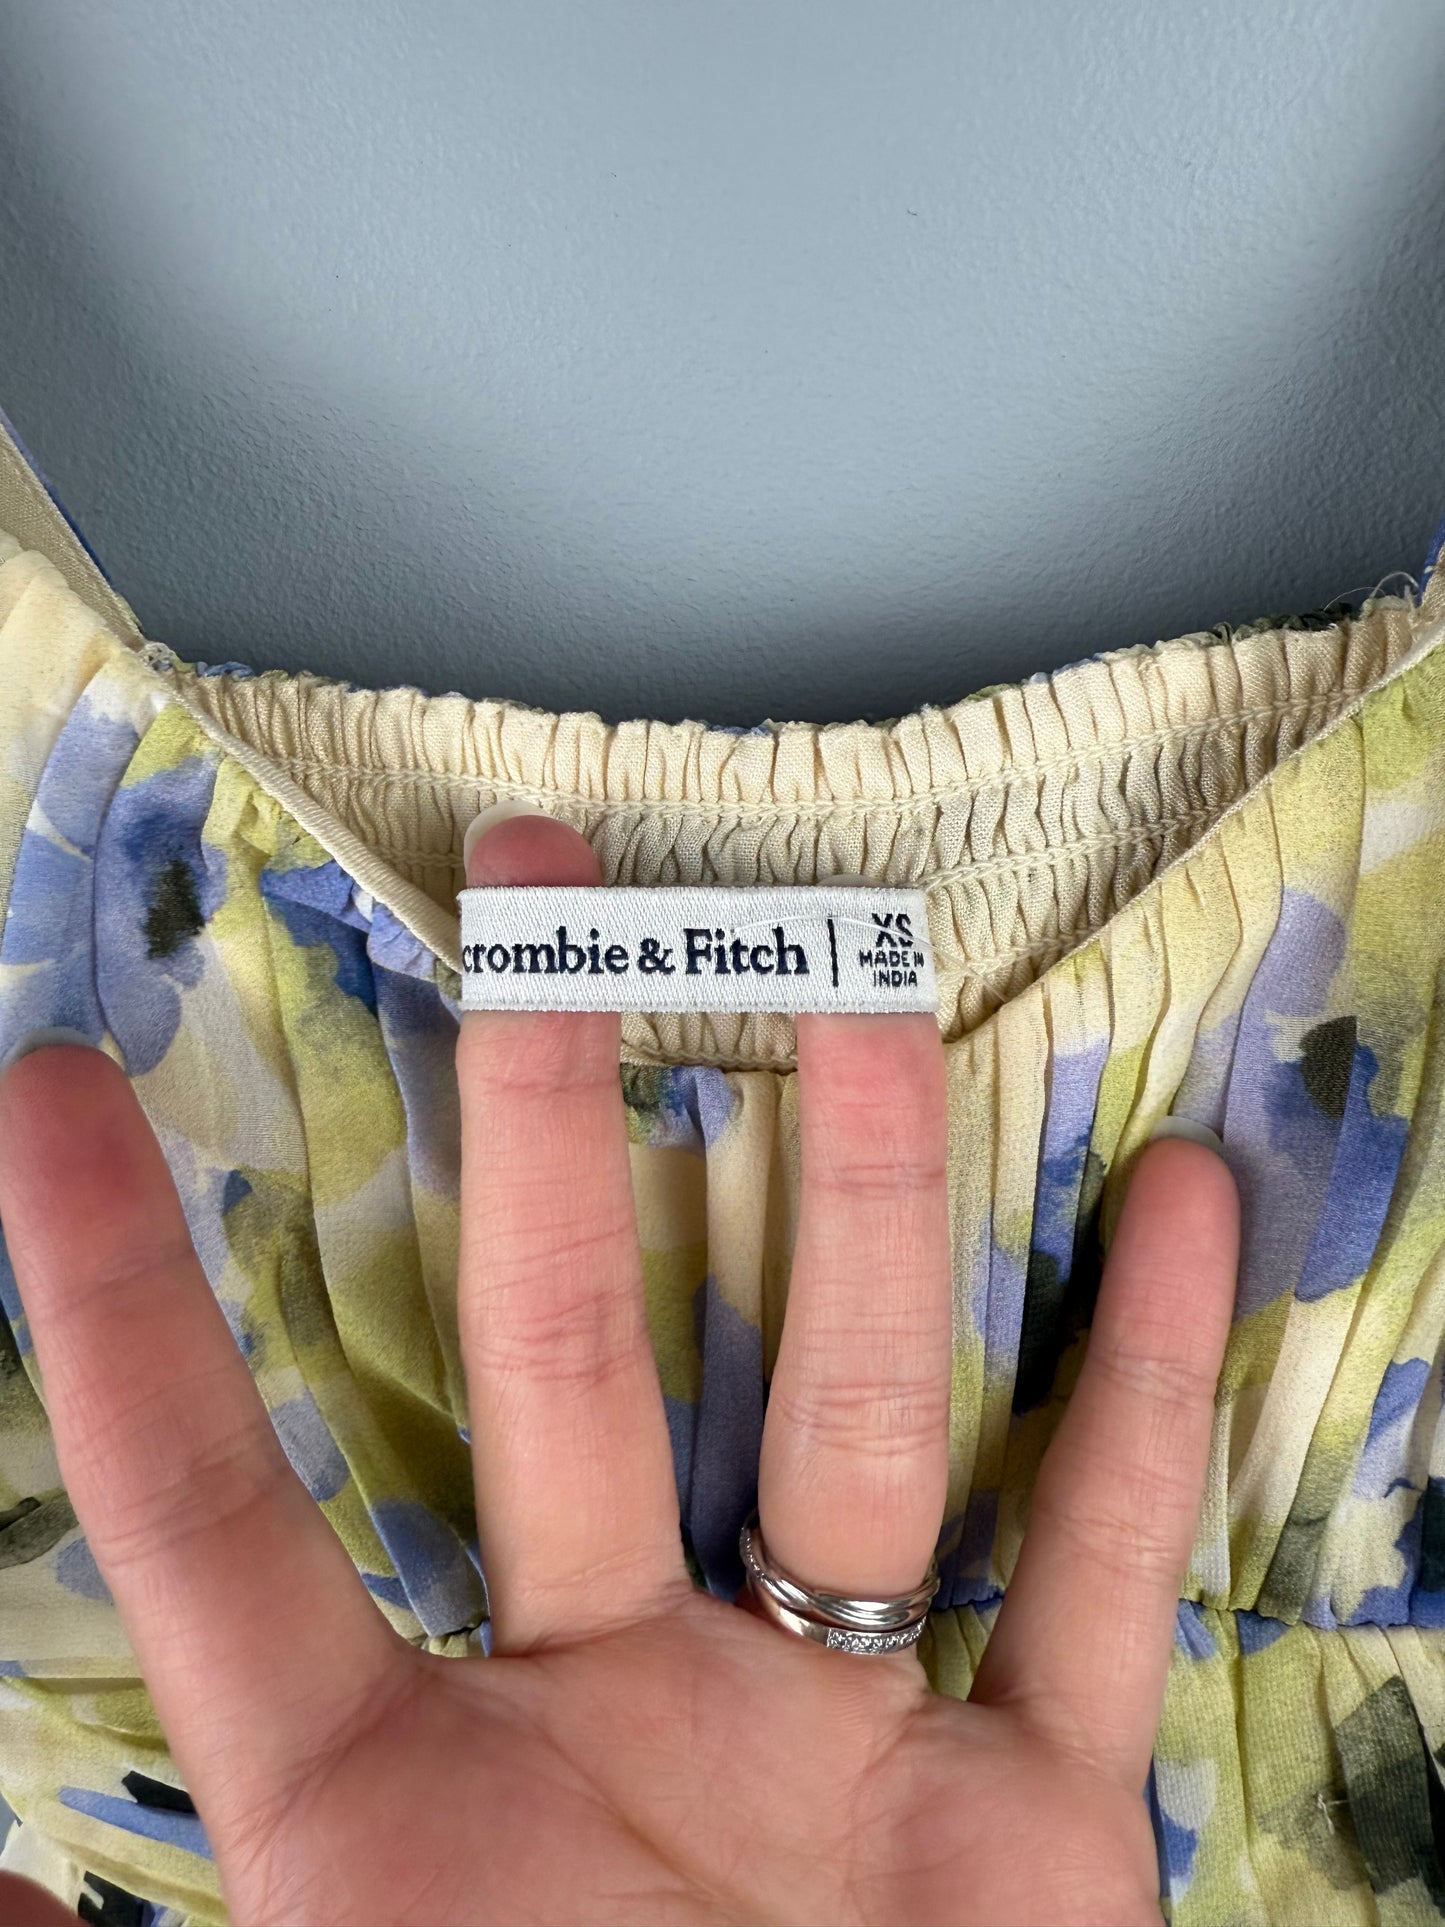 crombie & Fitch | XS
MADE IN
INDIA